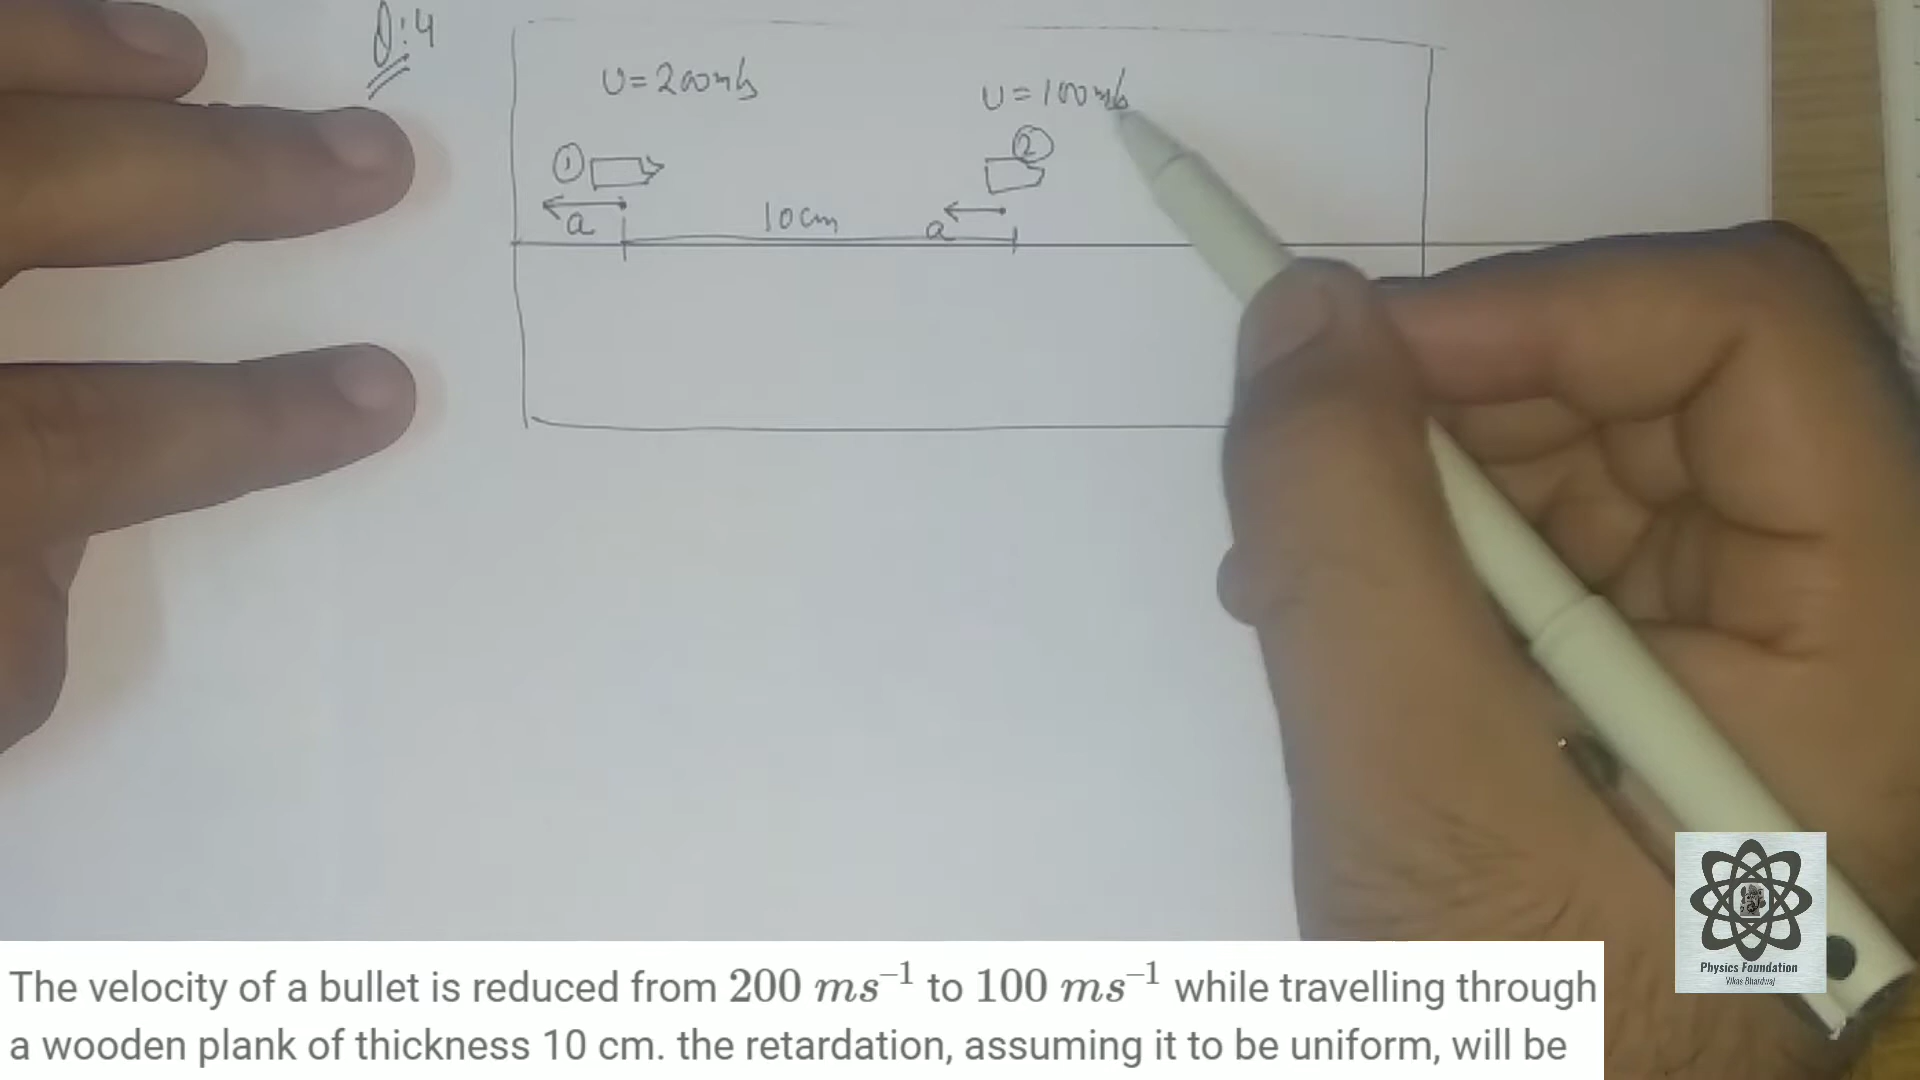 Q:4
U=200m/s
U=100m/s
1
2
a
10cm
a
Physics Foundation
Vikas Bhardwaj
The velocity of a bullet is reduced from 200 ms⁻¹ to 100 ms⁻¹ while travelling through
a wooden plank of thickness 10 cm. the retardation, assuming it to be uniform, will be